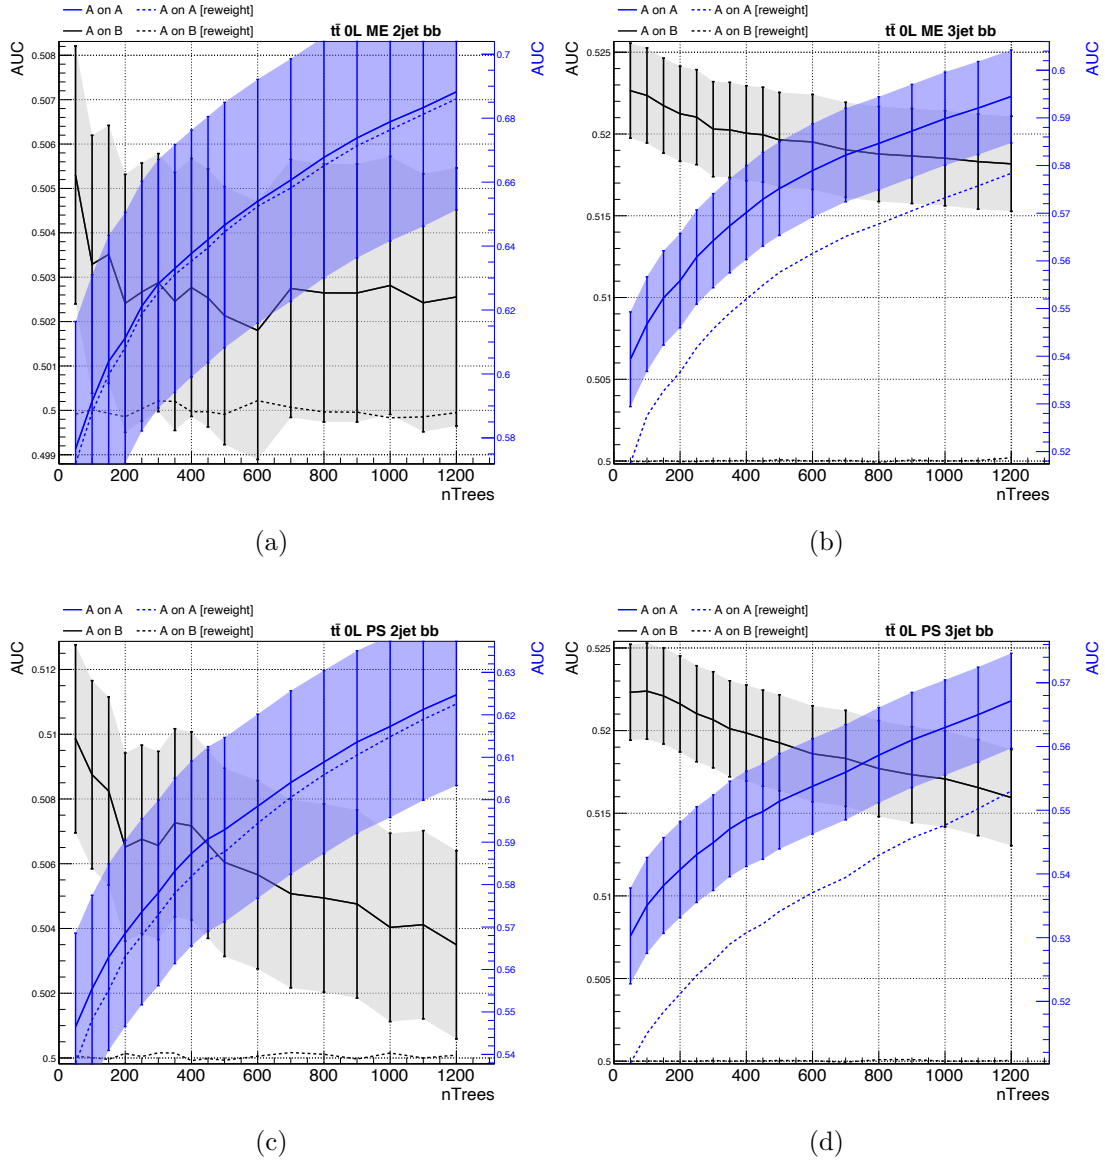 A on A A on A [reweight]
A on B A on B [reweight]
tt̄ 0L ME 2jet bb
AUC
AUC
0.508
0.507
0.506
0.505
0.504
0.503
0.502
0.501
0.5
0.499
0.7
0.68
0.66
0.64
0.62
0.6
0.58
0 200 400 600 800 1000 1200
nTrees
(a)
A on A A on A [reweight]
A on B A on B [reweight]
tt̄ 0L ME 3jet bb
AUC
AUC
0.525
0.52
0.515
0.51
0.505
0.5
0.6
0.59
0.58
0.57
0.56
0.55
0.54
0.53
0.52
0 200 400 600 800 1000 1200
nTrees
(b)
A on A A on A [reweight]
A on B A on B [reweight]
tt̄ 0L PS 2jet bb
AUC
AUC
0.512
0.51
0.508
0.506
0.504
0.502
0.5
0.63
0.62
0.61
0.6
0.59
0.58
0.57
0.56
0.55
0.54
0 200 400 600 800 1000 1200
nTrees
(c)
A on A A on A [reweight]
A on B A on B [reweight]
tt̄ 0L PS 3jet bb
AUC
AUC
0.525
0.52
0.515
0.51
0.505
0.5
0.57
0.56
0.55
0.54
0.53
0.52
0 200 400 600 800 1000 1200
nTrees
(d)